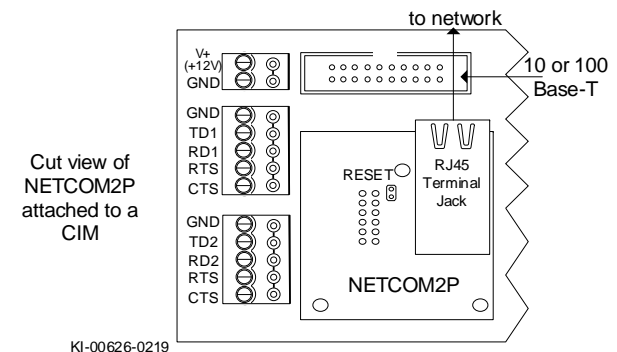 to network
V+
(+12V)
GND
10 or 100
Base-T
GND
TD1
RD1
RTS
CTS
RJ45
Terminal
Jack
RESET
Cut view of
NETCOM2P
attached to a
CIM
GND
TD2
RD2
RTS
CTS
NETCOM2P
KI-00626-0219